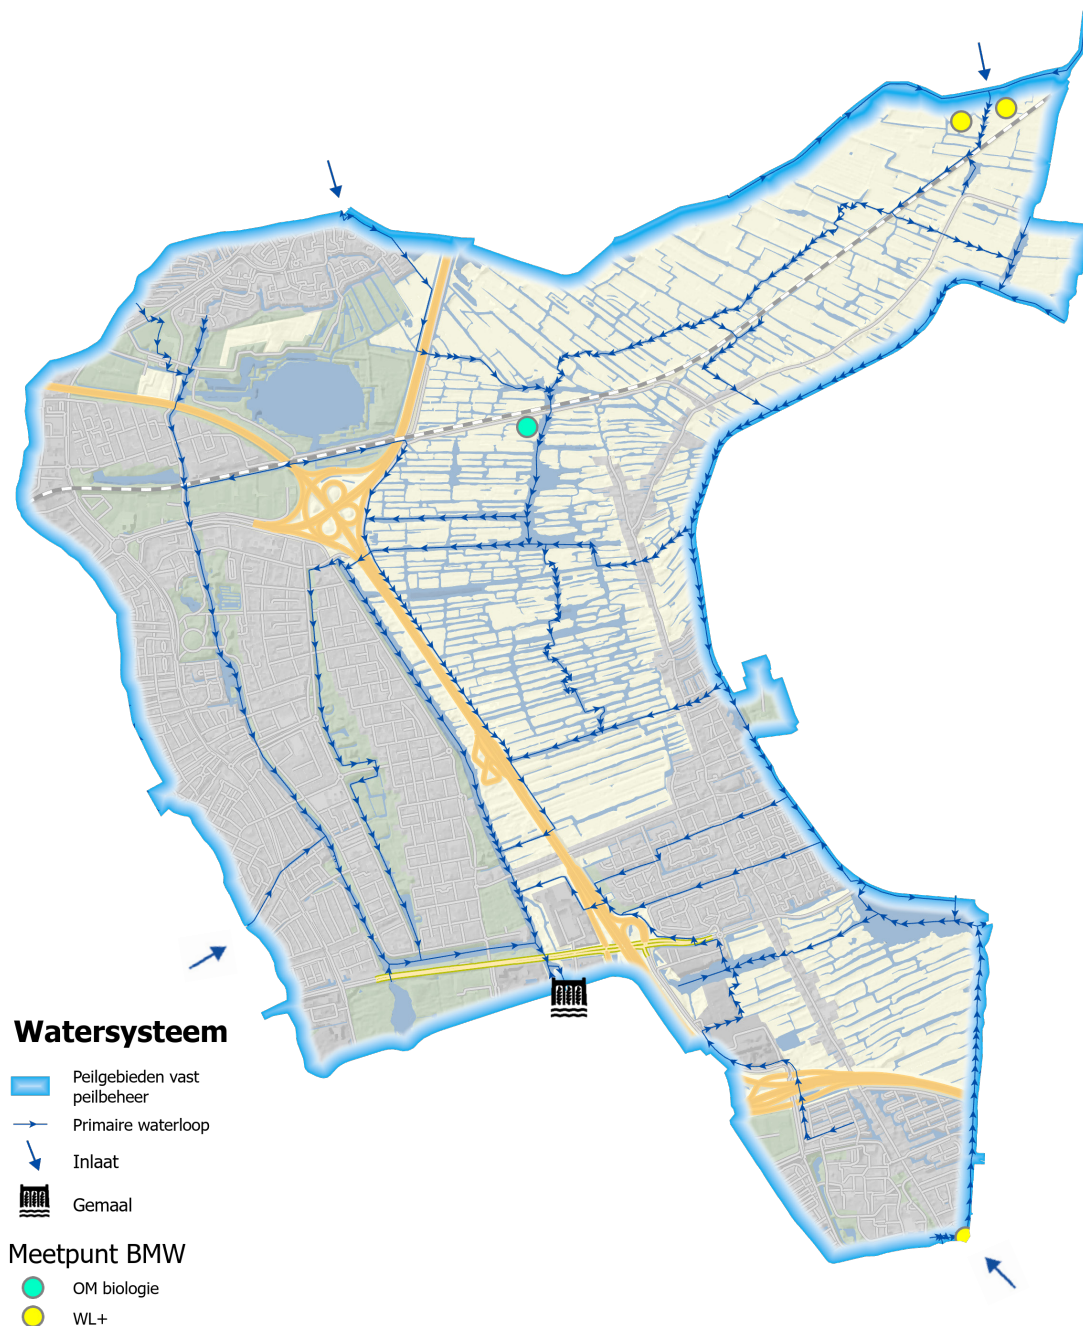 Watersysteem
Peilgebieden vast
peilbeheer
Primaire waterloop
Inlaat
Gemaal
Meetpunt BMW
OM biologie
WL+